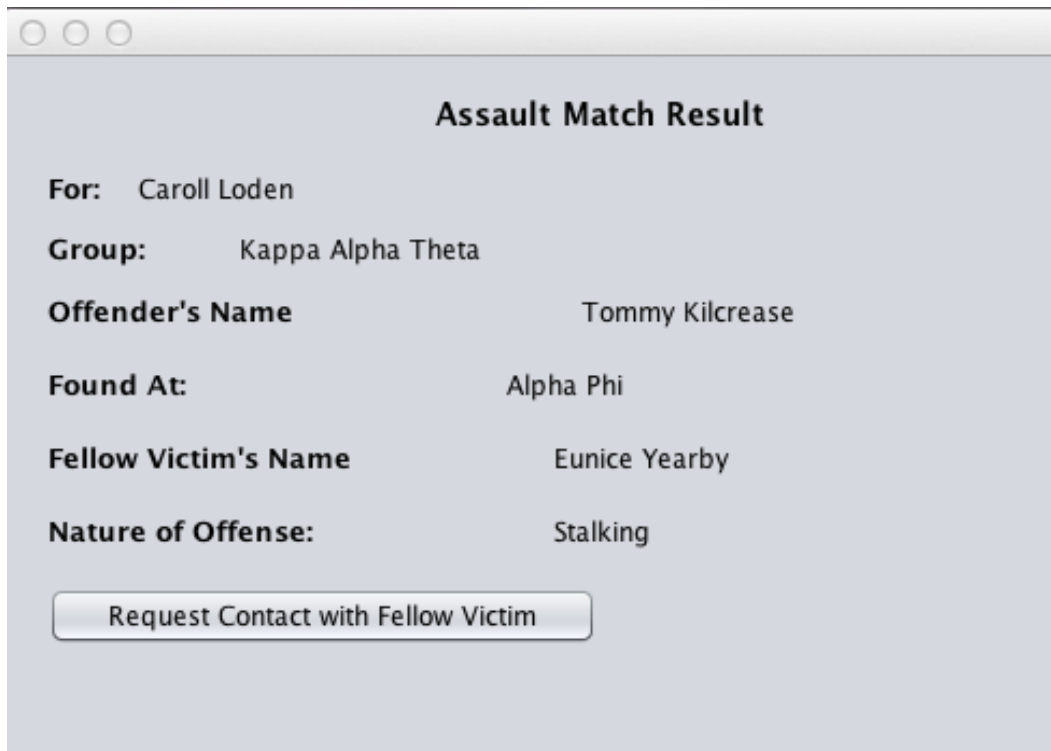 Assault Match Result
For: Caroll Loden
Group: Kappa Alpha Theta
Offender's Name Tommy Kilcrease
Found At: Alpha Phi
Fellow Victim's Name Eunice Yearby
Nature of Offense: Stalking
Request Contact with Fellow Victim